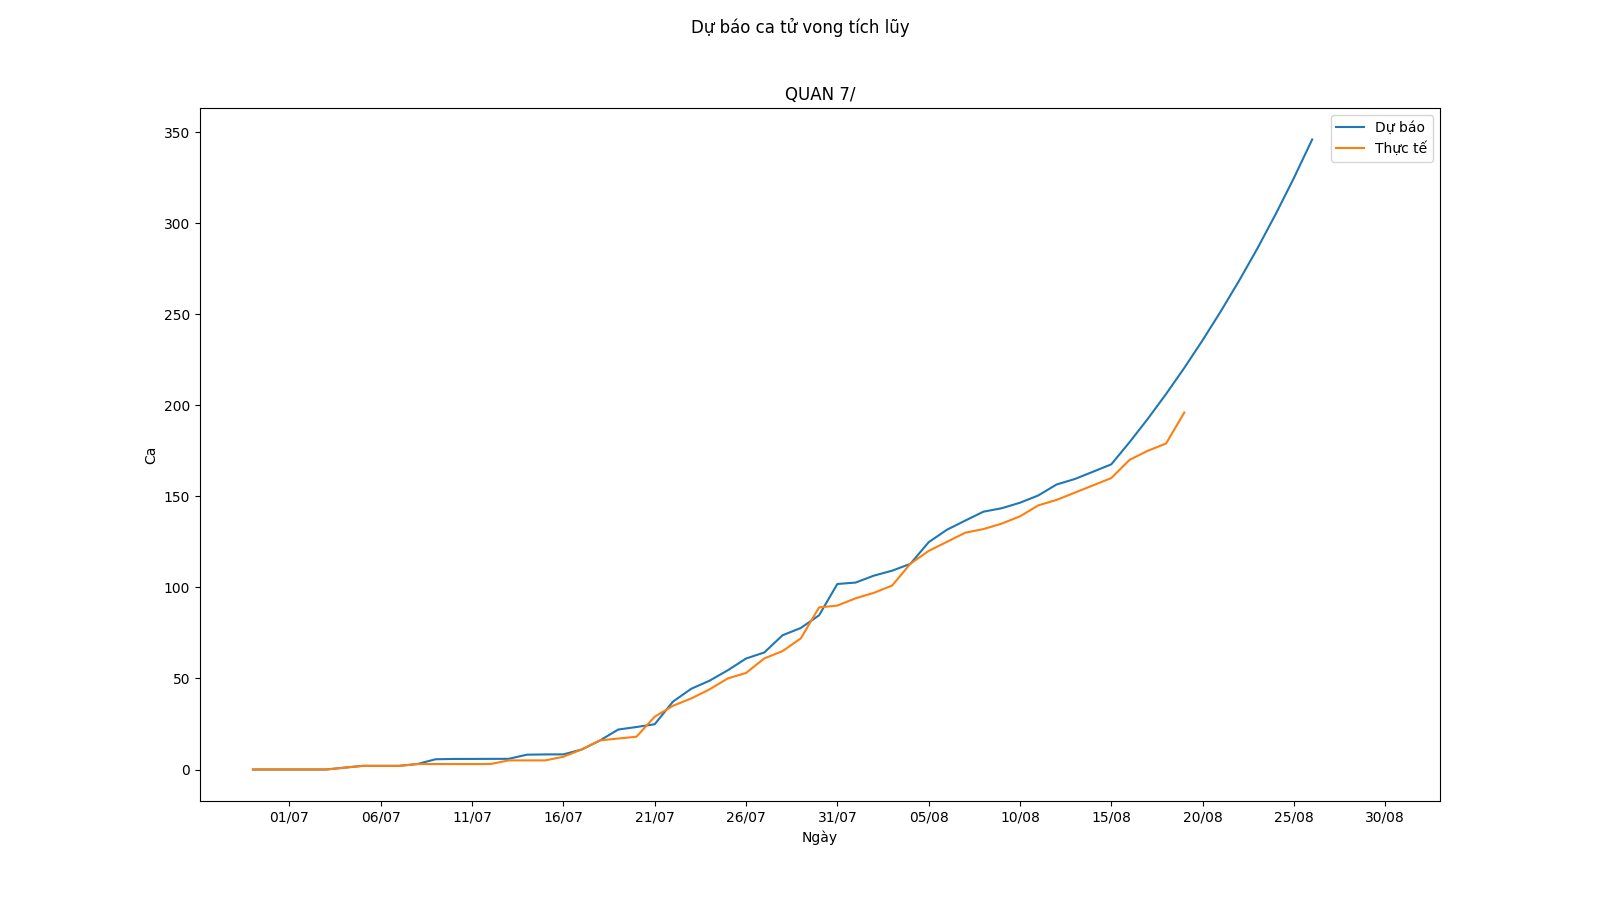 Dự báo ca tử vong tích lũy
QUAN 7/
Dự báo
Thực tế
350
300
250
200
150
100
50
0
Ca
01/07 06/07 11/07 16/07 21/07 26/07 31/07 05/08 10/08 15/08 20/08 25/08 30/08
Ngày